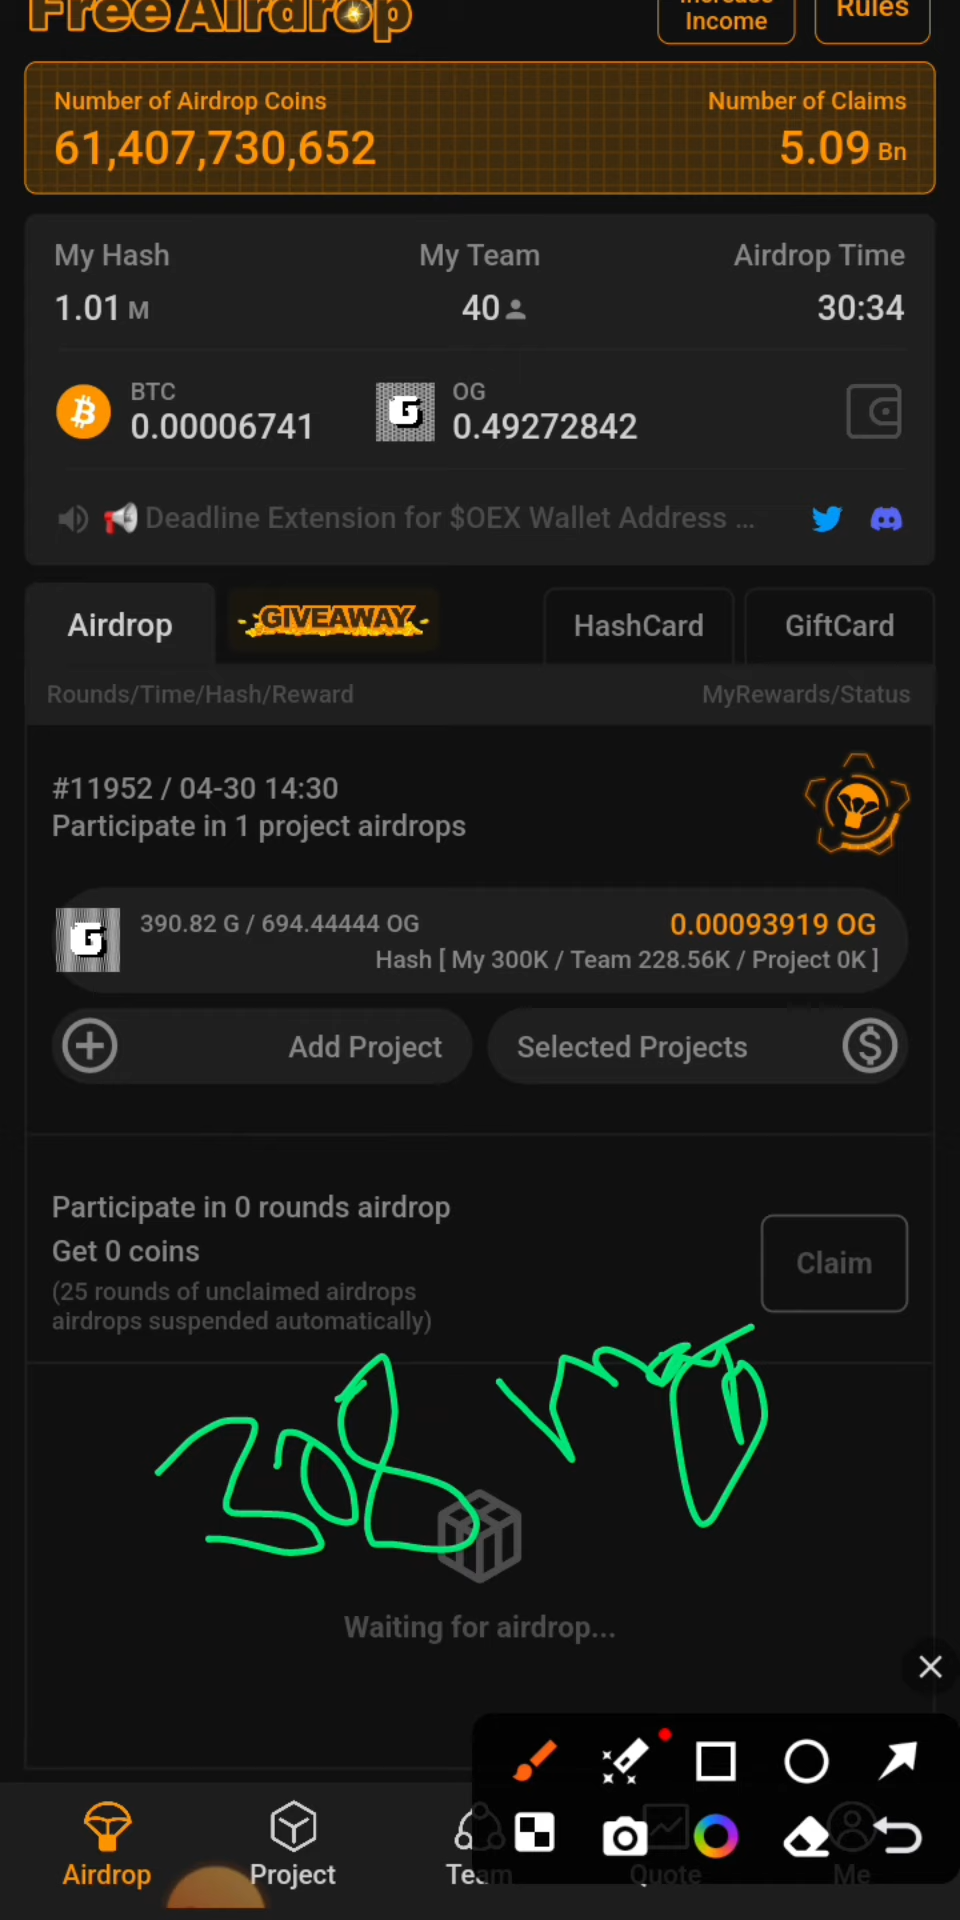 Free Airdrop
Increase
Income
Rules
Number of Airdrop Coins
Number of Claims
61,407,730,652
5.09 Bn
My Hash
My Team
Airdrop Time
1.01 M
40
30:34
BTC
OG
0.00006741
0.49272842
Deadline Extension for $OEX Wallet Address ...
Airdrop
GIVEAWAY
HashCard
GiftCard
Rounds/Time/Hash/Reward
MyRewards/Status
#11952 / 04-30 14:30
Participate in 1 project airdrops
390.82 G / 694.44444 OG
0.00093919 OG
Hash [ My 300K / Team 228.56K / Project 0K ]
Add Project
Selected Projects
Participate in 0 rounds airdrop
Get 0 coins
(25 rounds of unclaimed airdrops
airdrops suspended automatically)
Claim
308
Waiting for airdrop...
Airdrop
Project
Team
Quote
Me